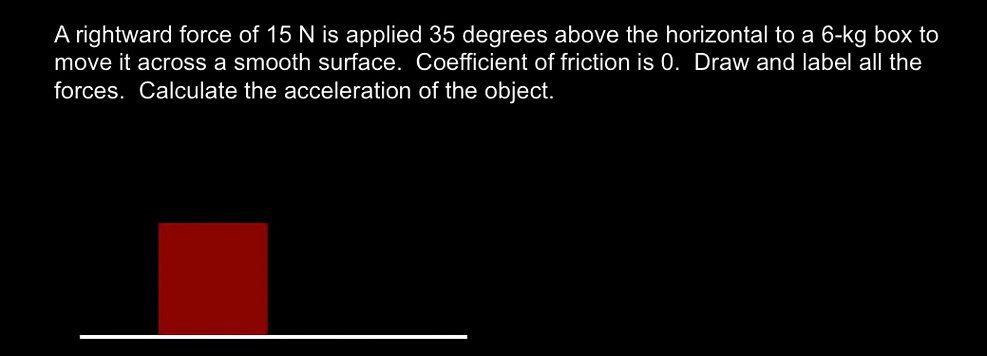 A rightward force of 15 N is applied 35 degrees above the horizontal to a 6-kg box to
move it across a smooth surface.  Coefficient of friction is 0.  Draw and label all the
forces.  Calculate the acceleration of the object.